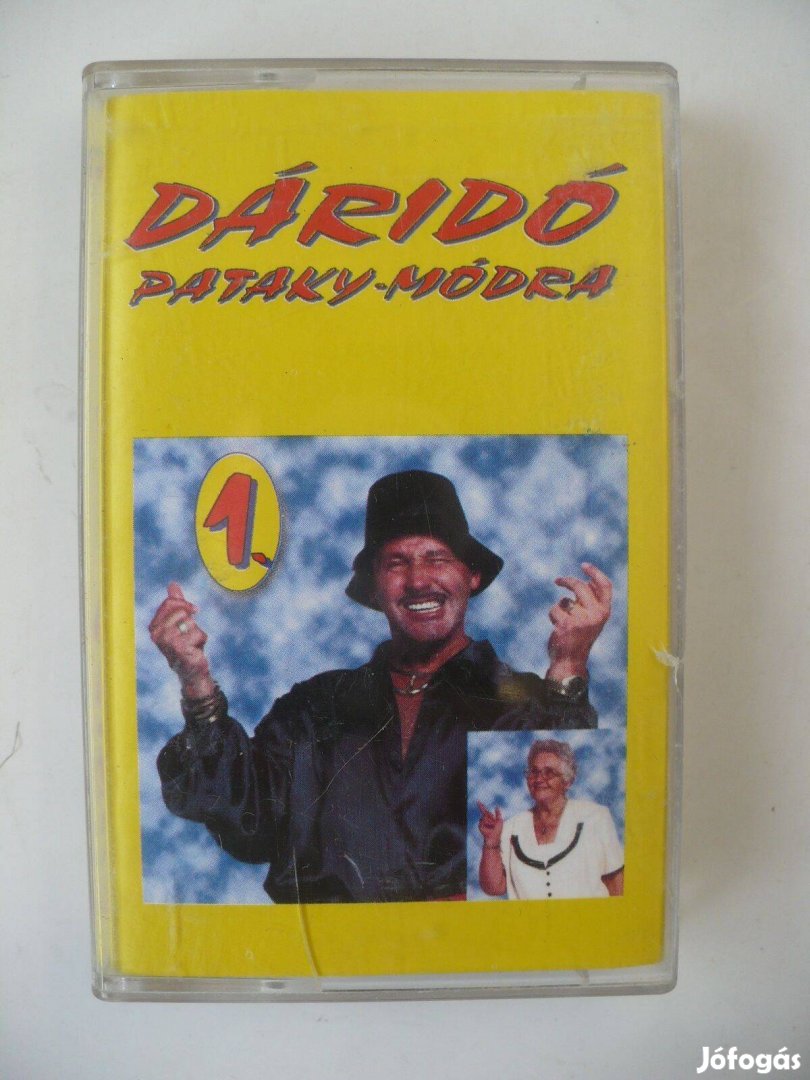 DÁRIDÓ
PATAKY-MÓDRA
1.
Jófogás